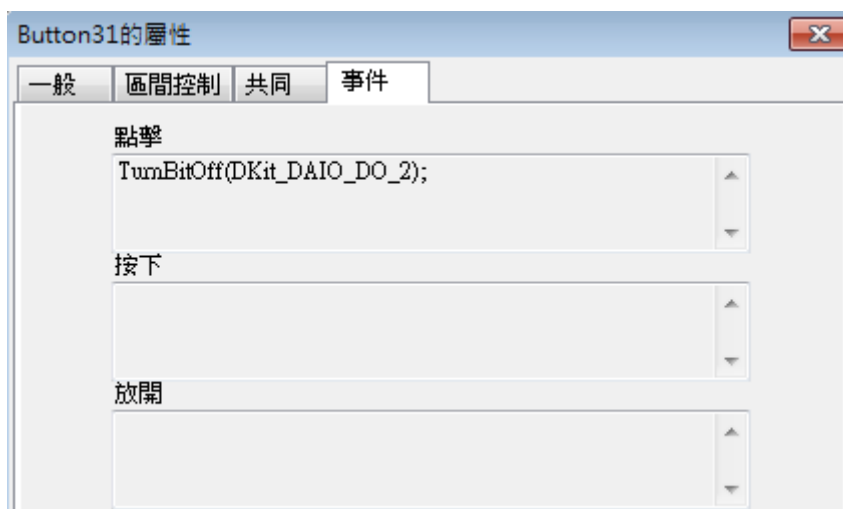 Button31的屬性
一般 區間控制 共同 事件
點擊
TurnBitOff(DKit_DAIO_DO_2);
按下
放開